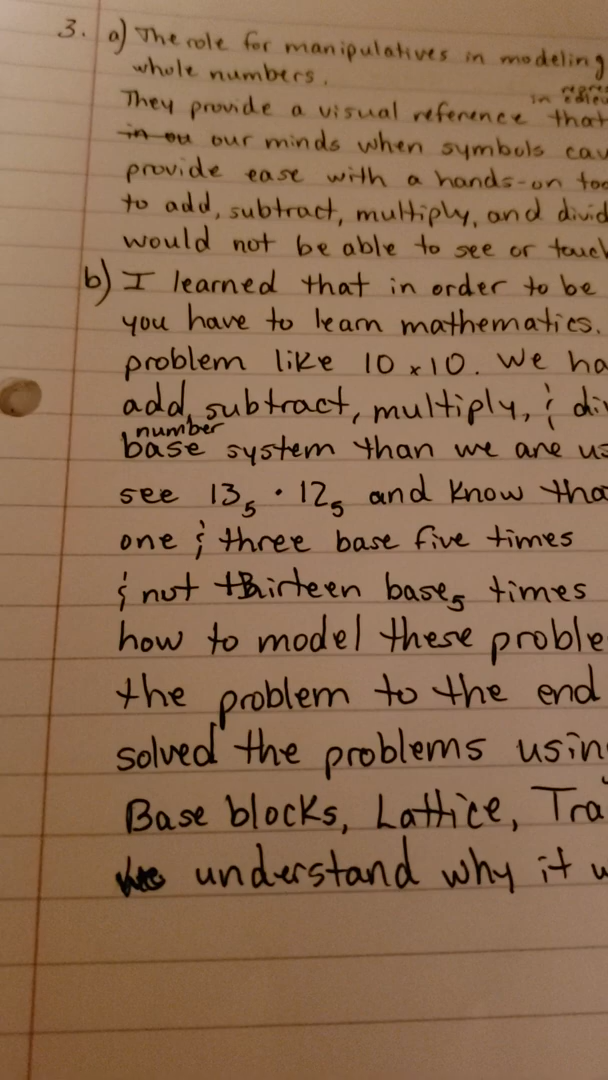 3. a) The role for manipulatives in modeling
whole numbers.
in
They provide a visual reference that
in ou our minds when symbols
provide ease with a hands-on too
to add, subtract, multiply, and divid
would not be able to see or touch
b) I learned that in order to be
you have to learn mathematics.
problem like 10 x 10. We ha
add, subtract, multiply, & di
number
base system than we are us
see 13₅ · 12₅ and know tha
one & three base five times
& not thirteen base₅ times
how to model these proble
the problem to the end
solved the problems usin
Base blocks, Lattice, Tra
we understand why it w